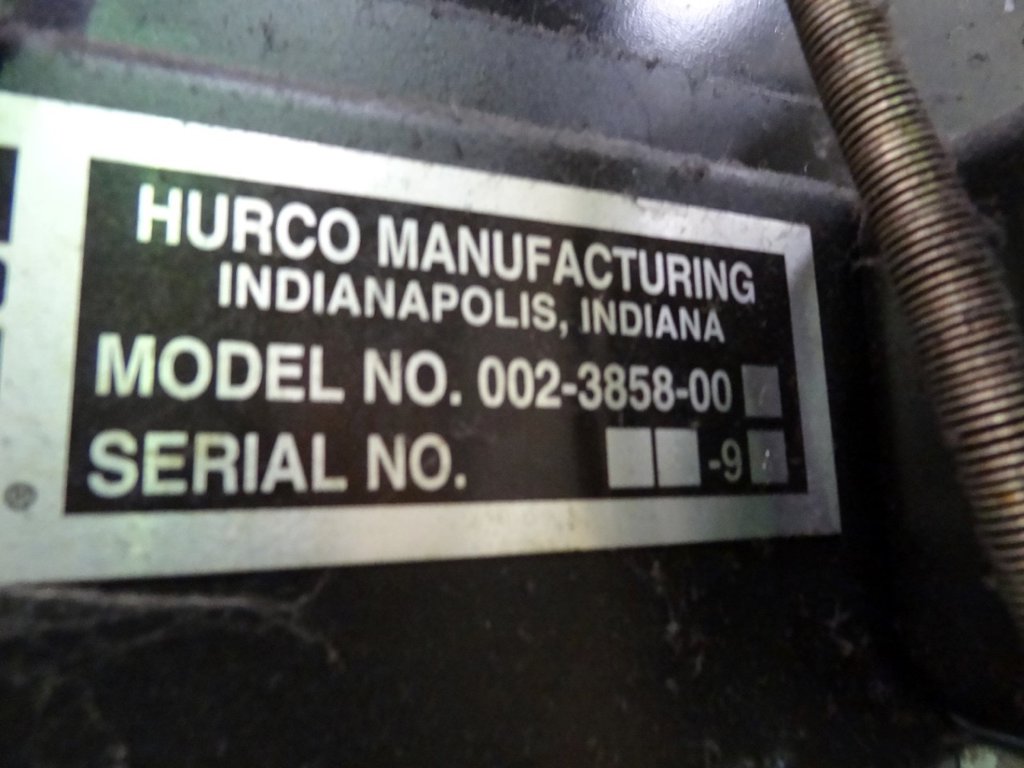 HURCO MANUFACTURING
INDIANAPOLIS, INDIANA
MODEL NO. 002-3858-00
SERIAL NO. -9